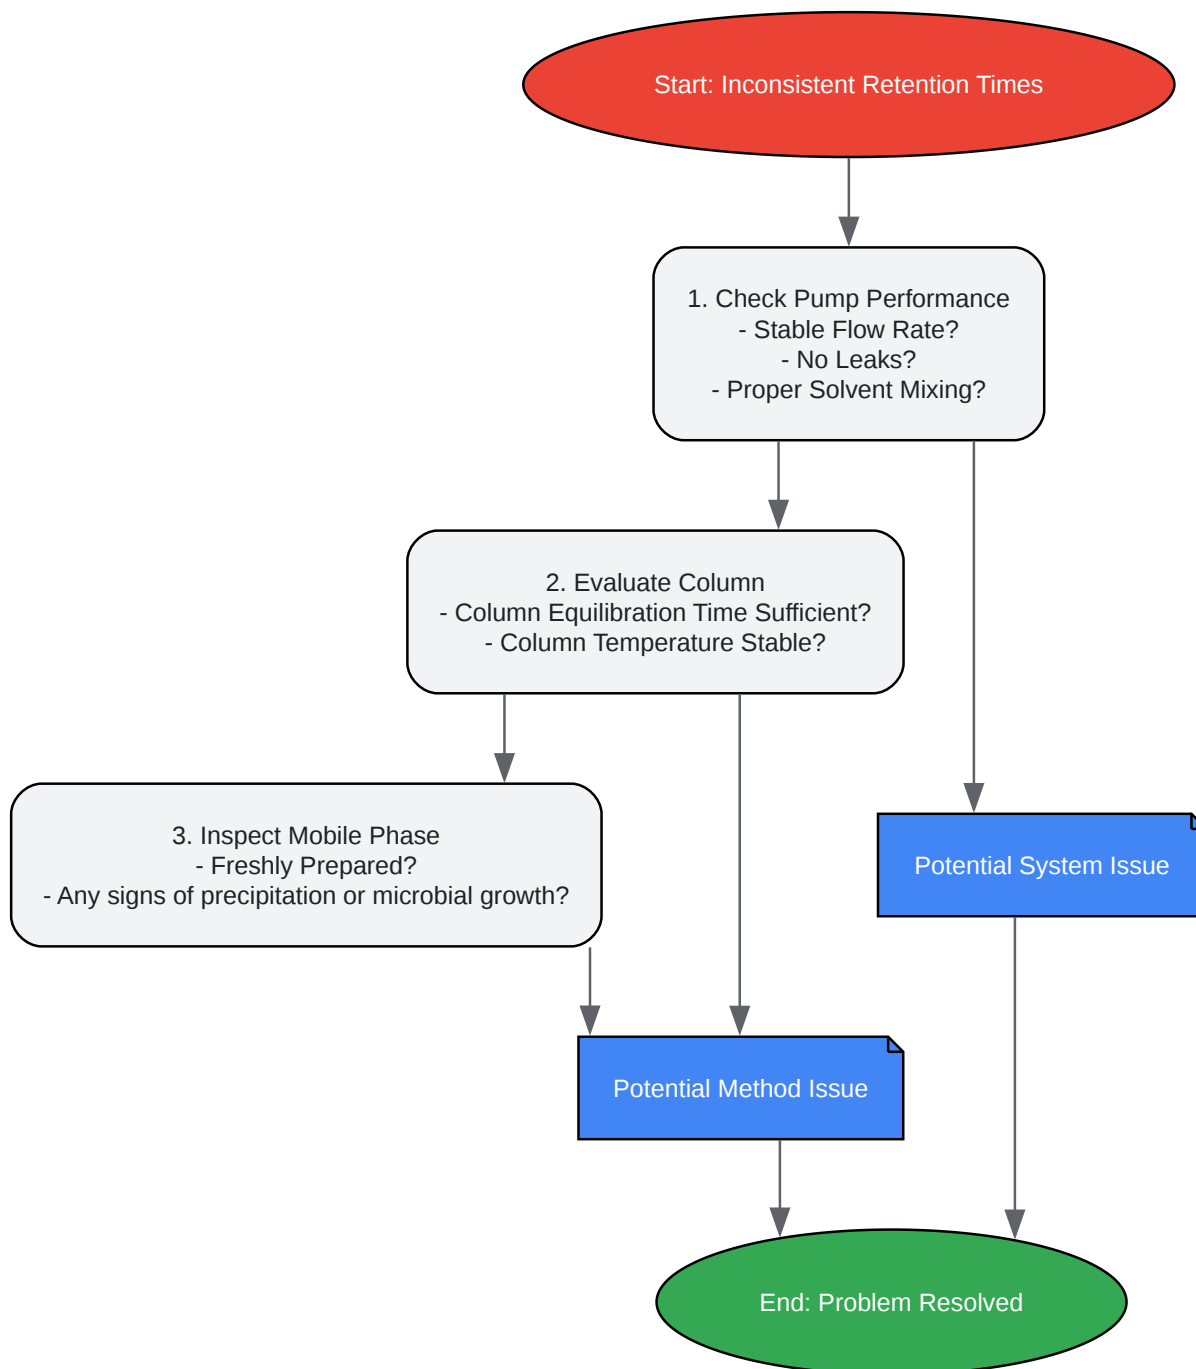 Start: Inconsistent Retention Times
1. Check Pump Performance
- Stable Flow Rate?
- No Leaks?
- Proper Solvent Mixing?
2. Evaluate Column
- Column Equilibration Time Sufficient?
- Column Temperature Stable?
3. Inspect Mobile Phase
- Freshly Prepared?
- Any signs of precipitation or microbial growth?
Potential System Issue
Potential Method Issue
End: Problem Resolved